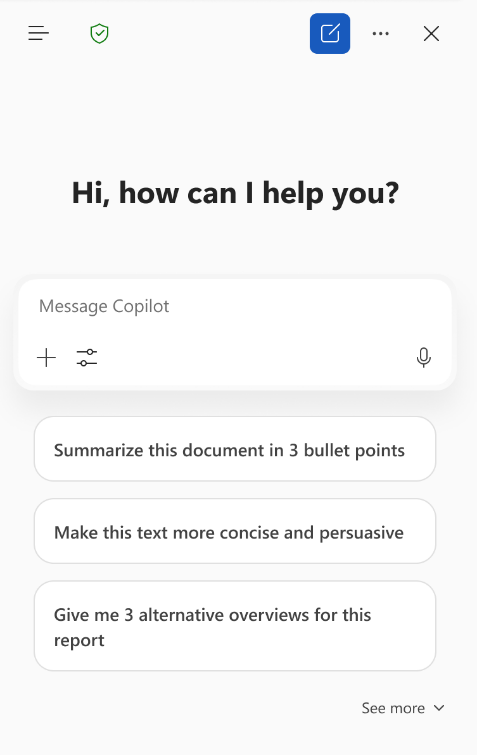 Hi, how can I help you?
Message Copilot
Summarize this document in 3 bullet points
Make this text more concise and persuasive
Give me 3 alternative overviews for this
report
See more